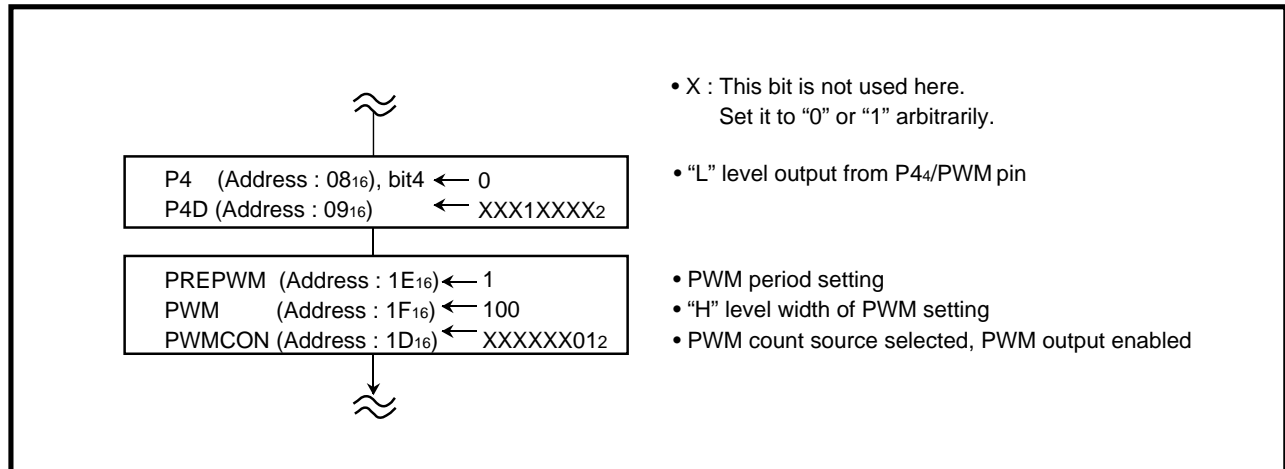 • X : This bit is not used here.
Set it to “0” or “1” arbitrarily.
P4 (Address : 08₁₆), bit4 ← 0
• “L” level output from P4₄/PWM pin
P4D (Address : 09₁₆) ← XXX1XXXX₂
PREPWM (Address : 1E₁₆) ← 1
• PWM period setting
PWM (Address : 1F₁₆) ← 100
• “H” level width of PWM setting
PWMCON (Address : 1D₁₆) ← XXXXXX01₂
• PWM count source selected, PWM output enabled